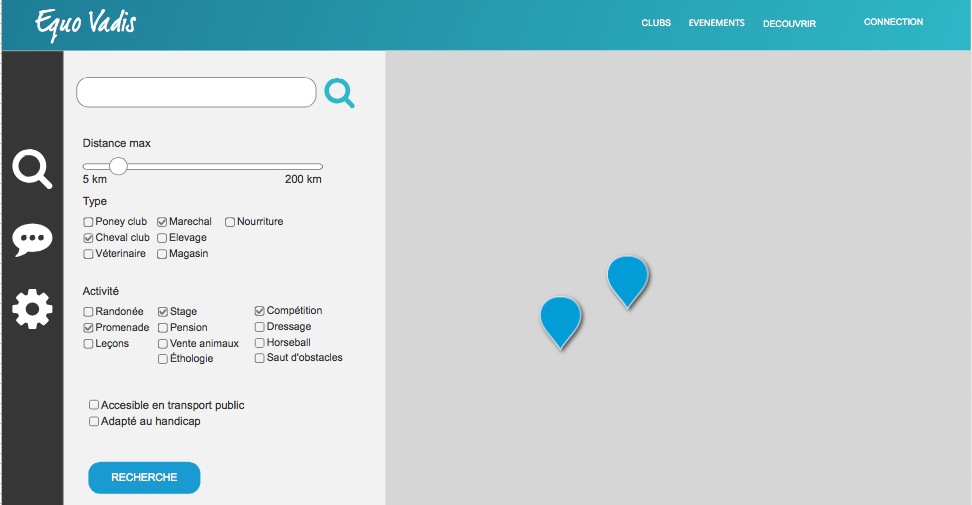 Equo Vadis
CLUBS EVENEMENTS DECOUVRIR CONNECTION
Distance max
5 km 200 km
Type
Poney club Marechal Nourriture
Cheval club Elevage
Véterinaire Magasin
Activité
Randonée Stage Compétition
Promenade Pension Dressage
Leçons Vente animaux Horseball
Éthologie Saut d'obstacles
Accesible en transport public
Adapté au handicap
RECHERCHE